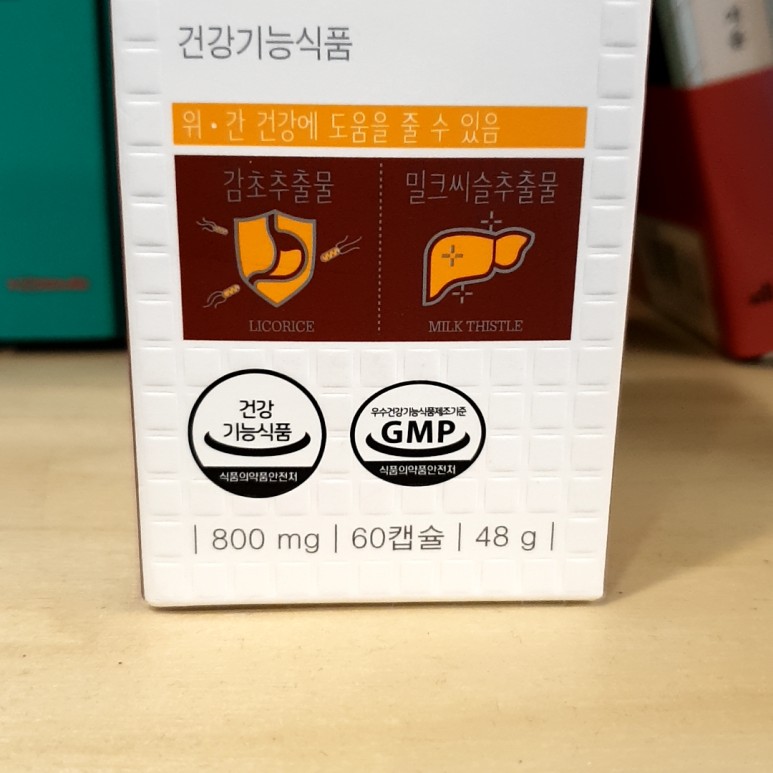 건강기능식품
위·간 건강에 도움을 줄 수 있음
감초추출물
밀크씨슬추출물
LICORICE
MILK THISTLE
건강
기능식품
식품의약품안전처
우수건강기능식품제조기준
GMP
식품의약품안전처
| 800 mg | 60캡슐 | 48 g |